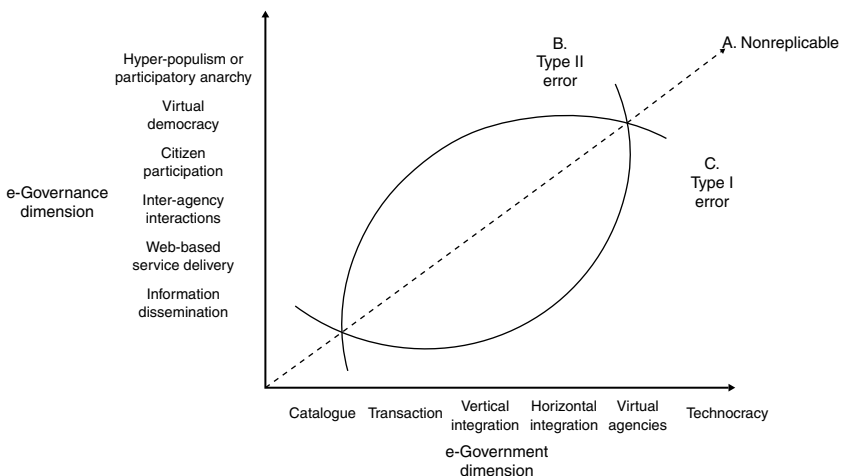 B.
Type II
error
A. Nonreplicable
Hyper-populism or
participatory anarchy
Virtual
democracy
Citizen
participation
C.
Type I
error
e-Governance
dimension
Inter-agency
interactions
Web-based
service delivery
Information
dissemination
Catalogue
Transaction
Vertical
integration
Horizontal
integration
Virtual
agencies
Technocracy
e-Government
dimension